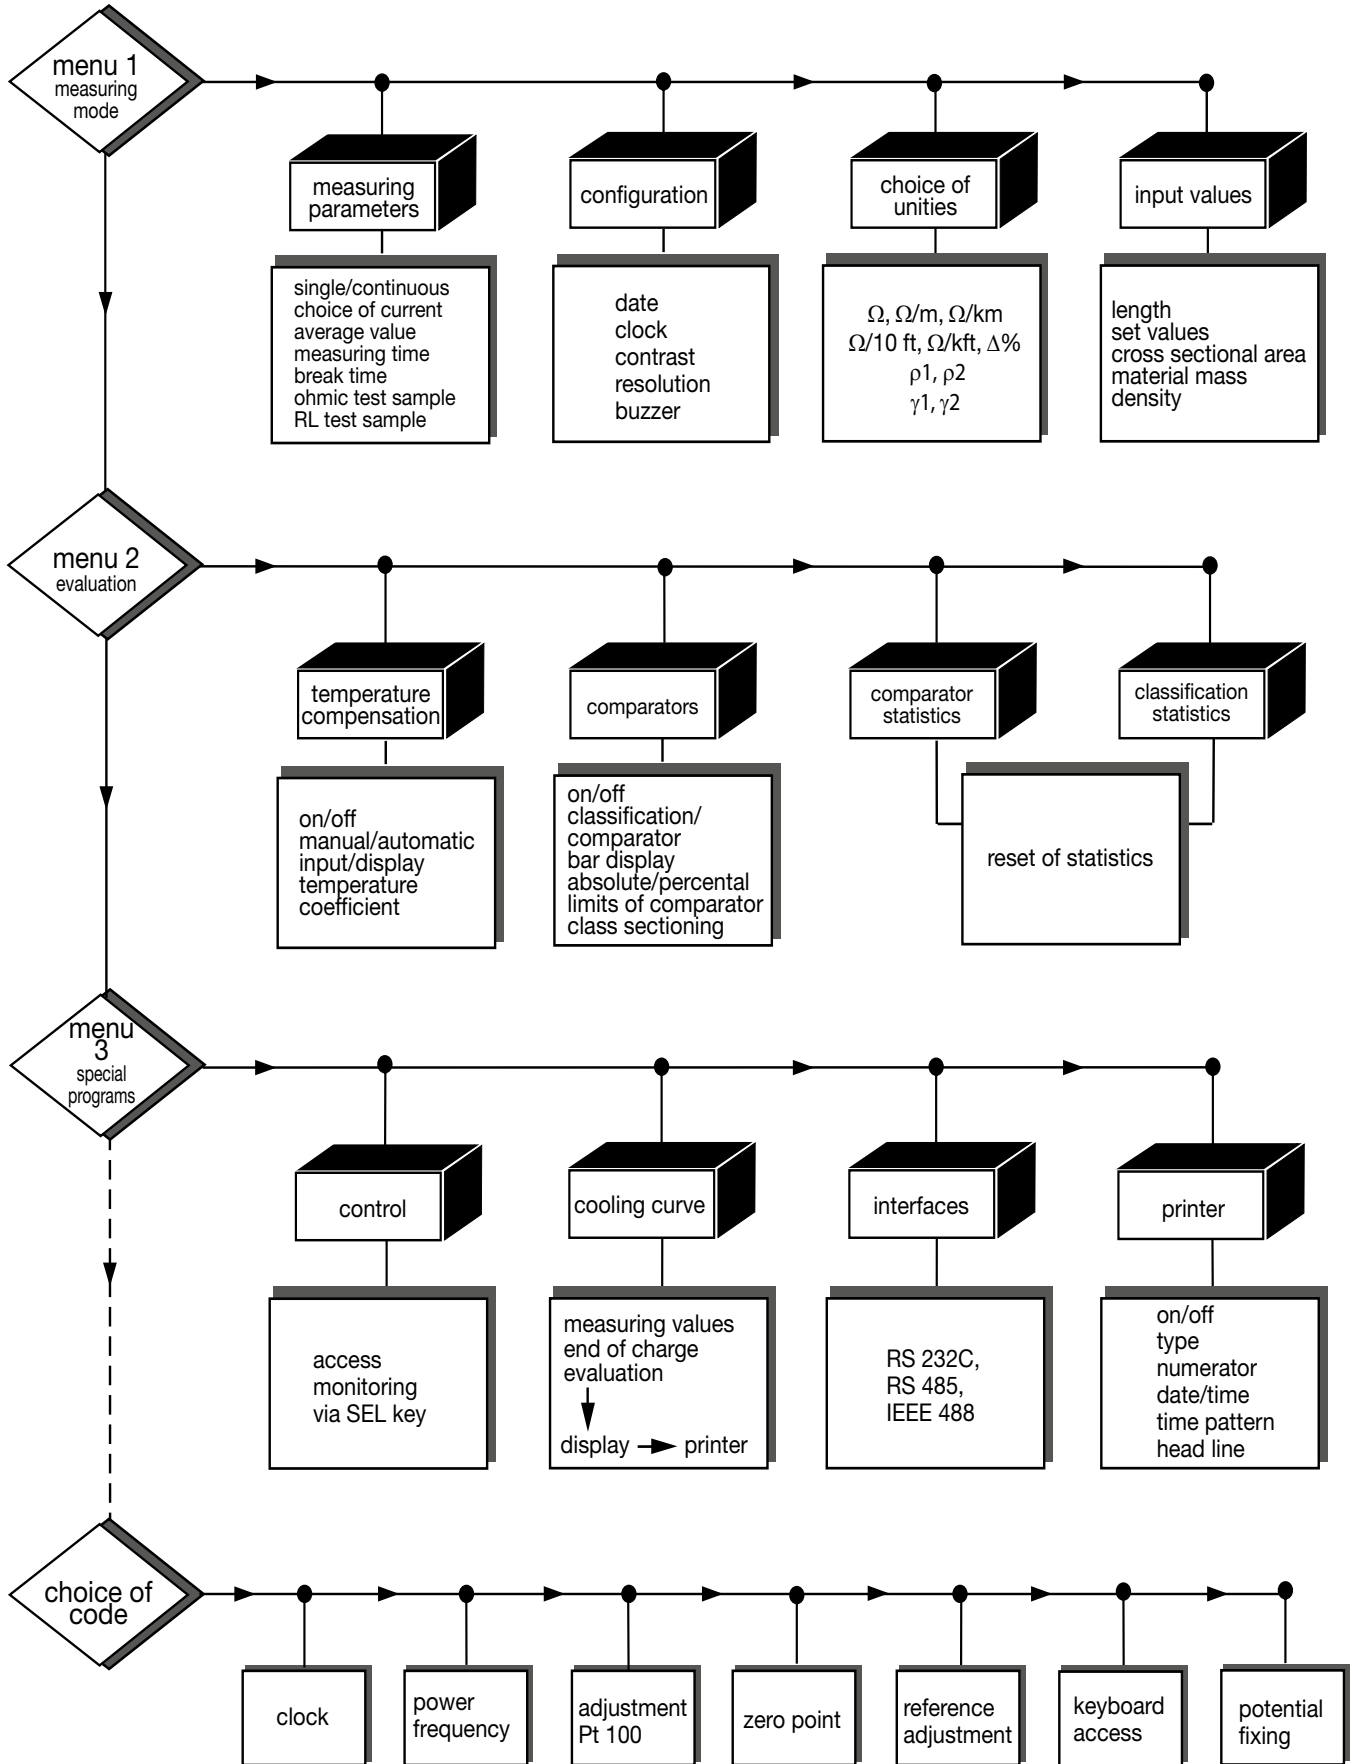 menu 1
measuring
mode
measuring
parameters
configuration
choice of
unities
input values
single/continuous
choice of current
average value
measuring time
break time
ohmic test sample
RL test sample
date
clock
contrast
resolution
buzzer
Ω, Ω/m, Ω/km
Ω/10 ft, Ω/kft, Δ%
ρ1, ρ2
γ1, γ2
length
set values
cross sectional area
material mass
density
menu 2
evaluation
temperature
compensation
comparators
comparator
statistics
classification
statistics
on/off
manual/automatic
input/display
temperature
coefficient
on/off
classification/
comparator
bar display
absolute/percental
limits of comparator
class sectioning
reset of statistics
menu
3
special
programs
control
cooling curve
interfaces
printer
access
monitoring
via SEL key
measuring values
end of charge
evaluation
display
printer
RS 232C,
RS 485,
IEEE 488
on/off
type
numerator
date/time
time pattern
head line
choice of
code
clock
power
frequency
adjustment
Pt 100
zero point
reference
adjustment
keyboard
access
potential
fixing